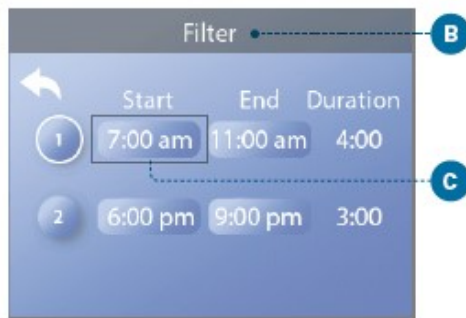 Filter
B
Start End Duration
1 7:00 am 11:00 am 4:00
C
2 6:00 pm 9:00 pm 3:00